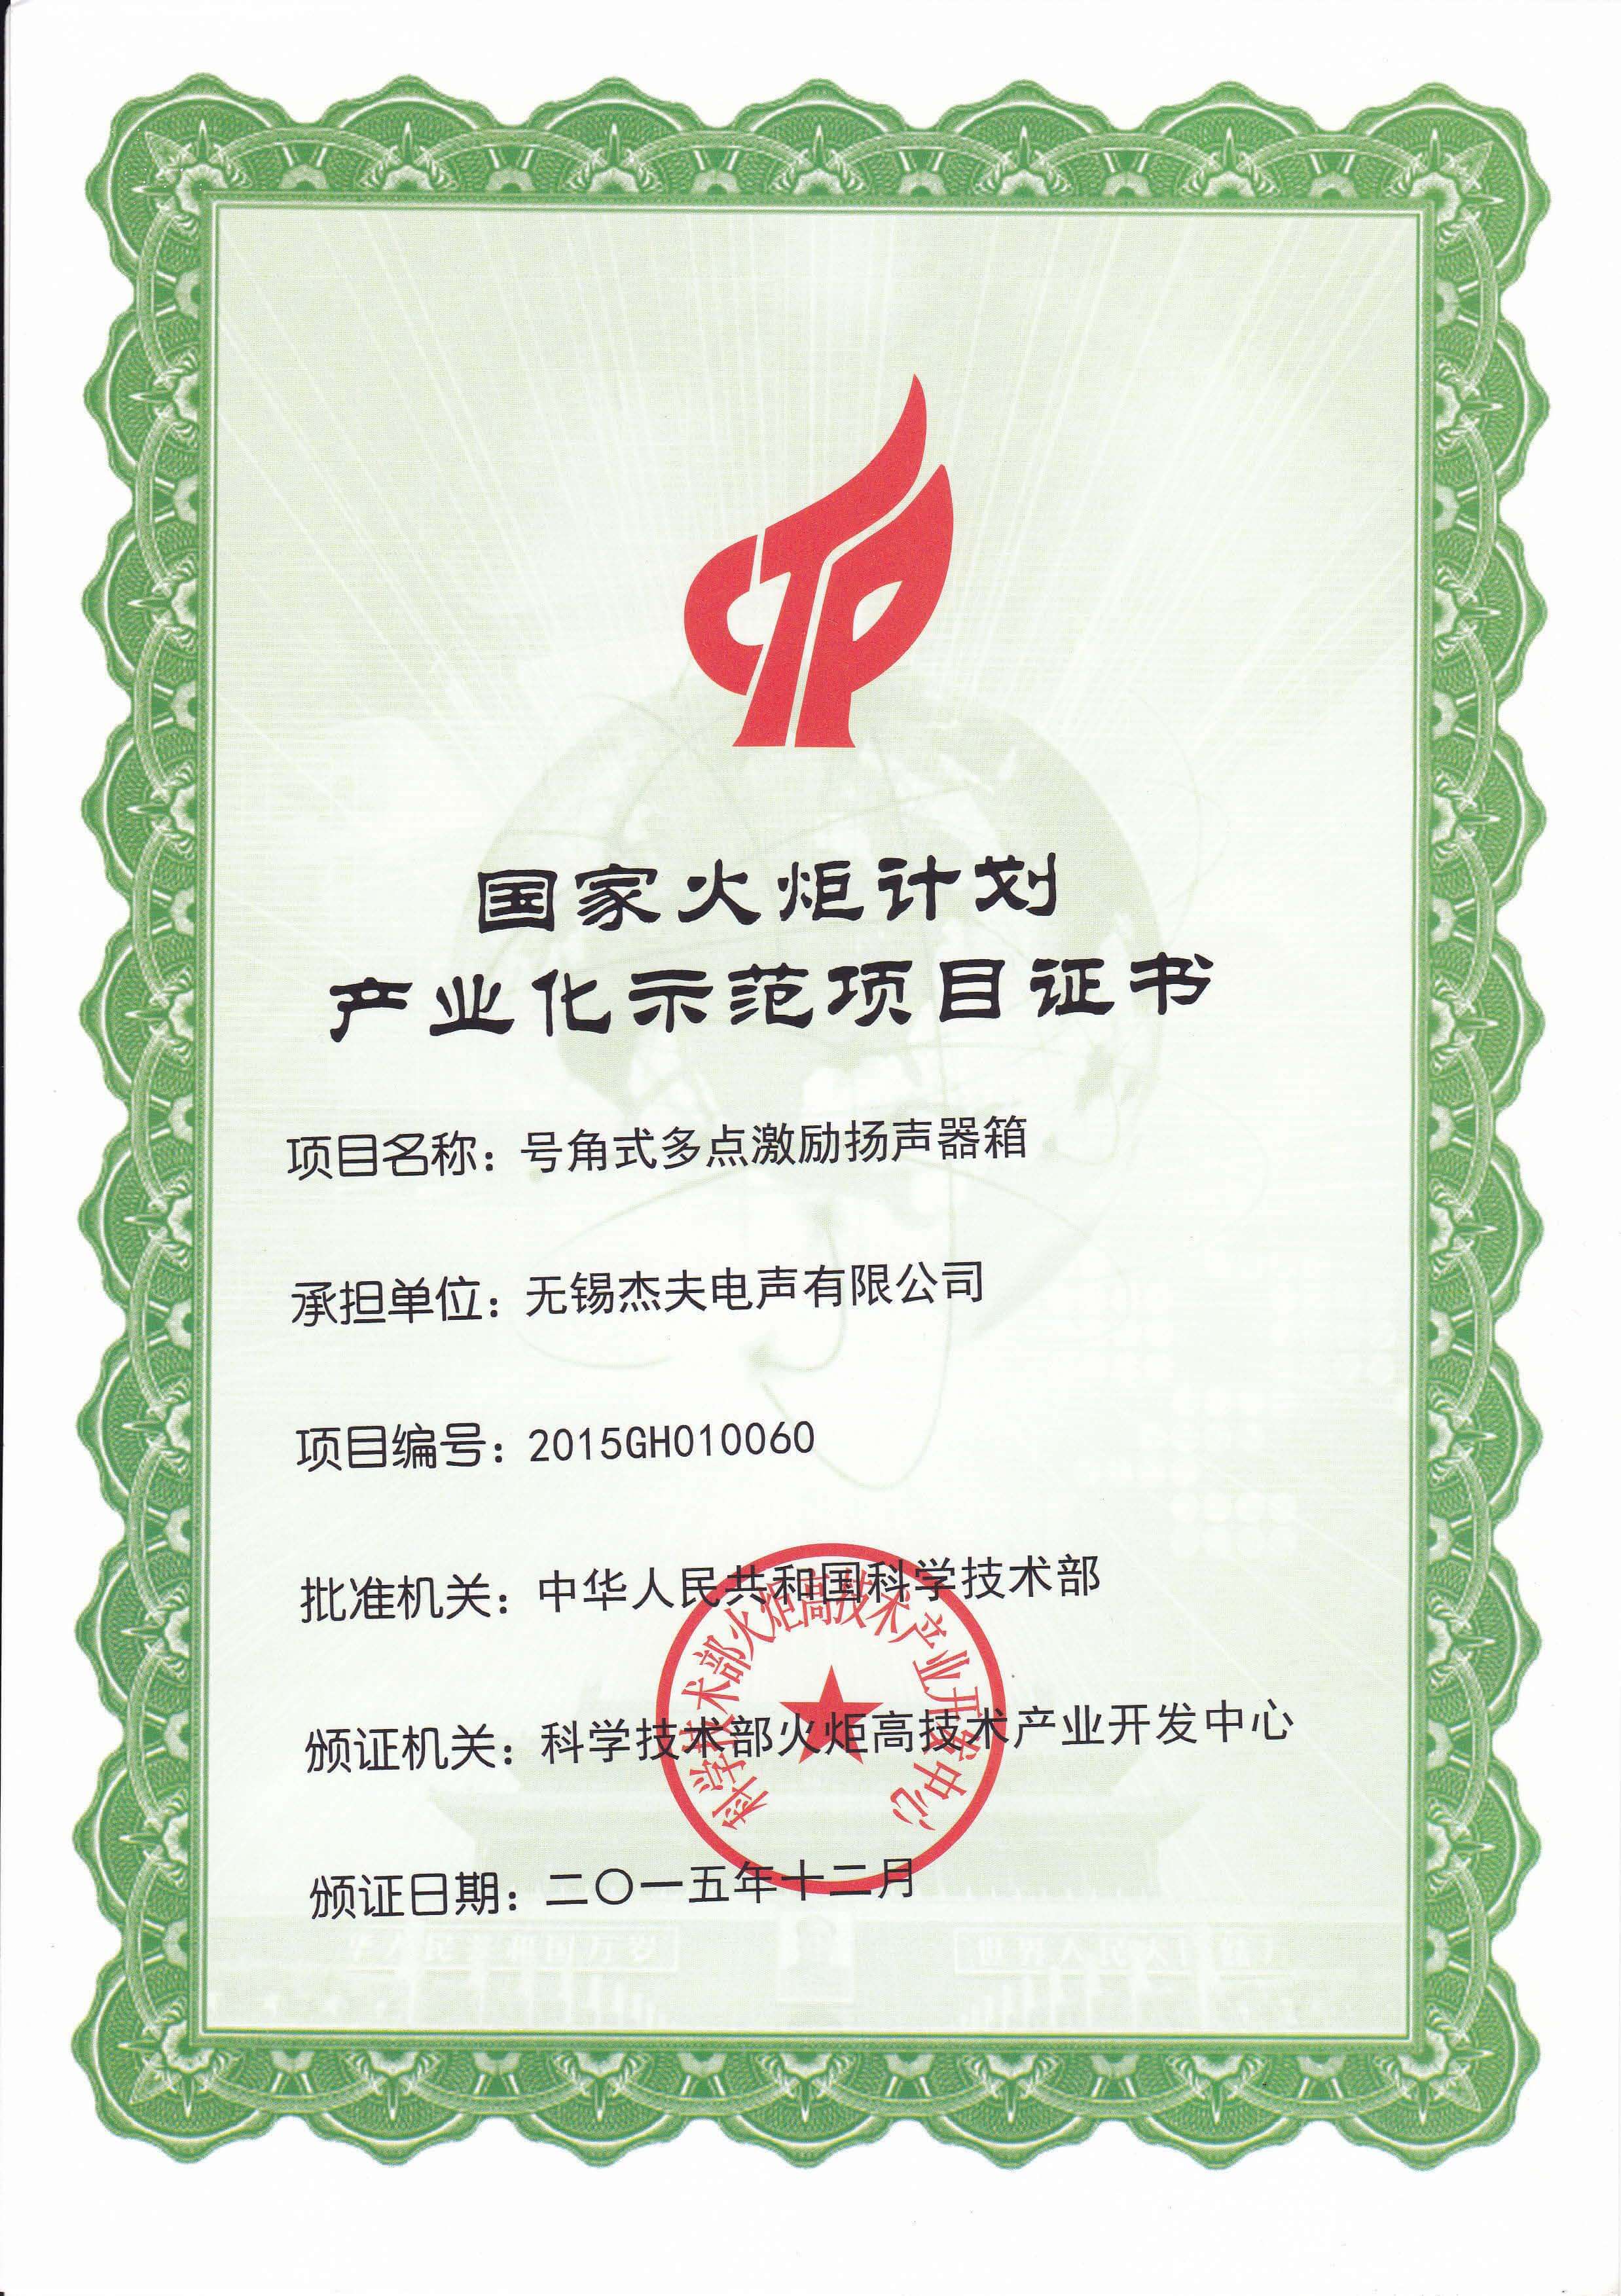 国家火炬计划
产业化示范项目证书
项目名称：号角式多点激励扬声器箱
承担单位：无锡杰夫电声有限公司
项目编号：2015GH010060
批准机关：中华人民共和国科学技术部
科学技术部火炬高技术产业开发中心
颁证机关：科学技术部火炬高技术产业开发中心
颁证日期：二〇一五年十二月